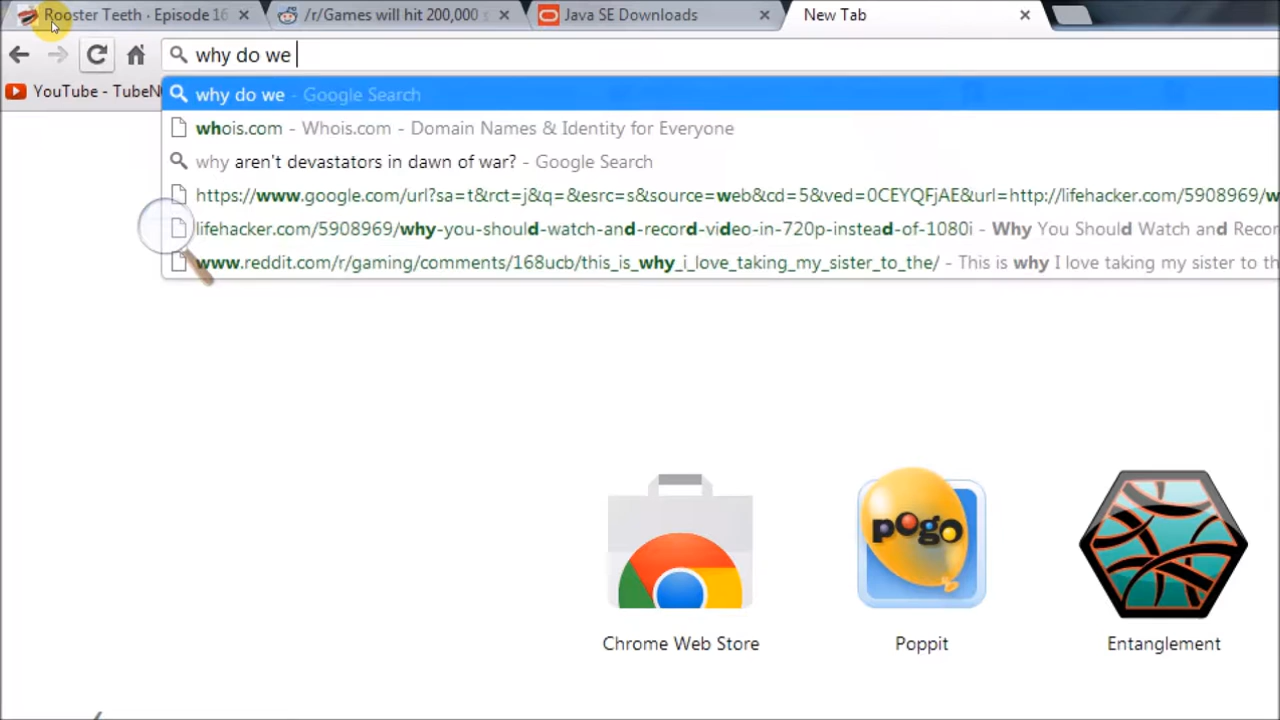 Rooster Teeth · Episode 16
/r/Games will hit 200,000
Java SE Downloads
New Tab
why do we
YouTube - TubeN
why do we - Google Search
whois.com - Whois.com - Domain Names & Identity for Everyone
why aren't devastators in dawn of war? - Google Search
https://www.google.com/url?sa=t&rct=j&q=&esrc=s&source=web&cd=5&ved=0CEYQFjAE&url=http://lifehacker.com/5908969/w
lifehacker.com/5908969/why-you-should-watch-and-record-video-in-720p-instead-of-1080i - Why You Should Watch and Recor
www.reddit.com/r/gaming/comments/168ucb/this_is_why_i_love_taking_my_sister_to_the/ - This is why I love taking my sister to th
pogo
Chrome Web Store
Poppit
Entanglement